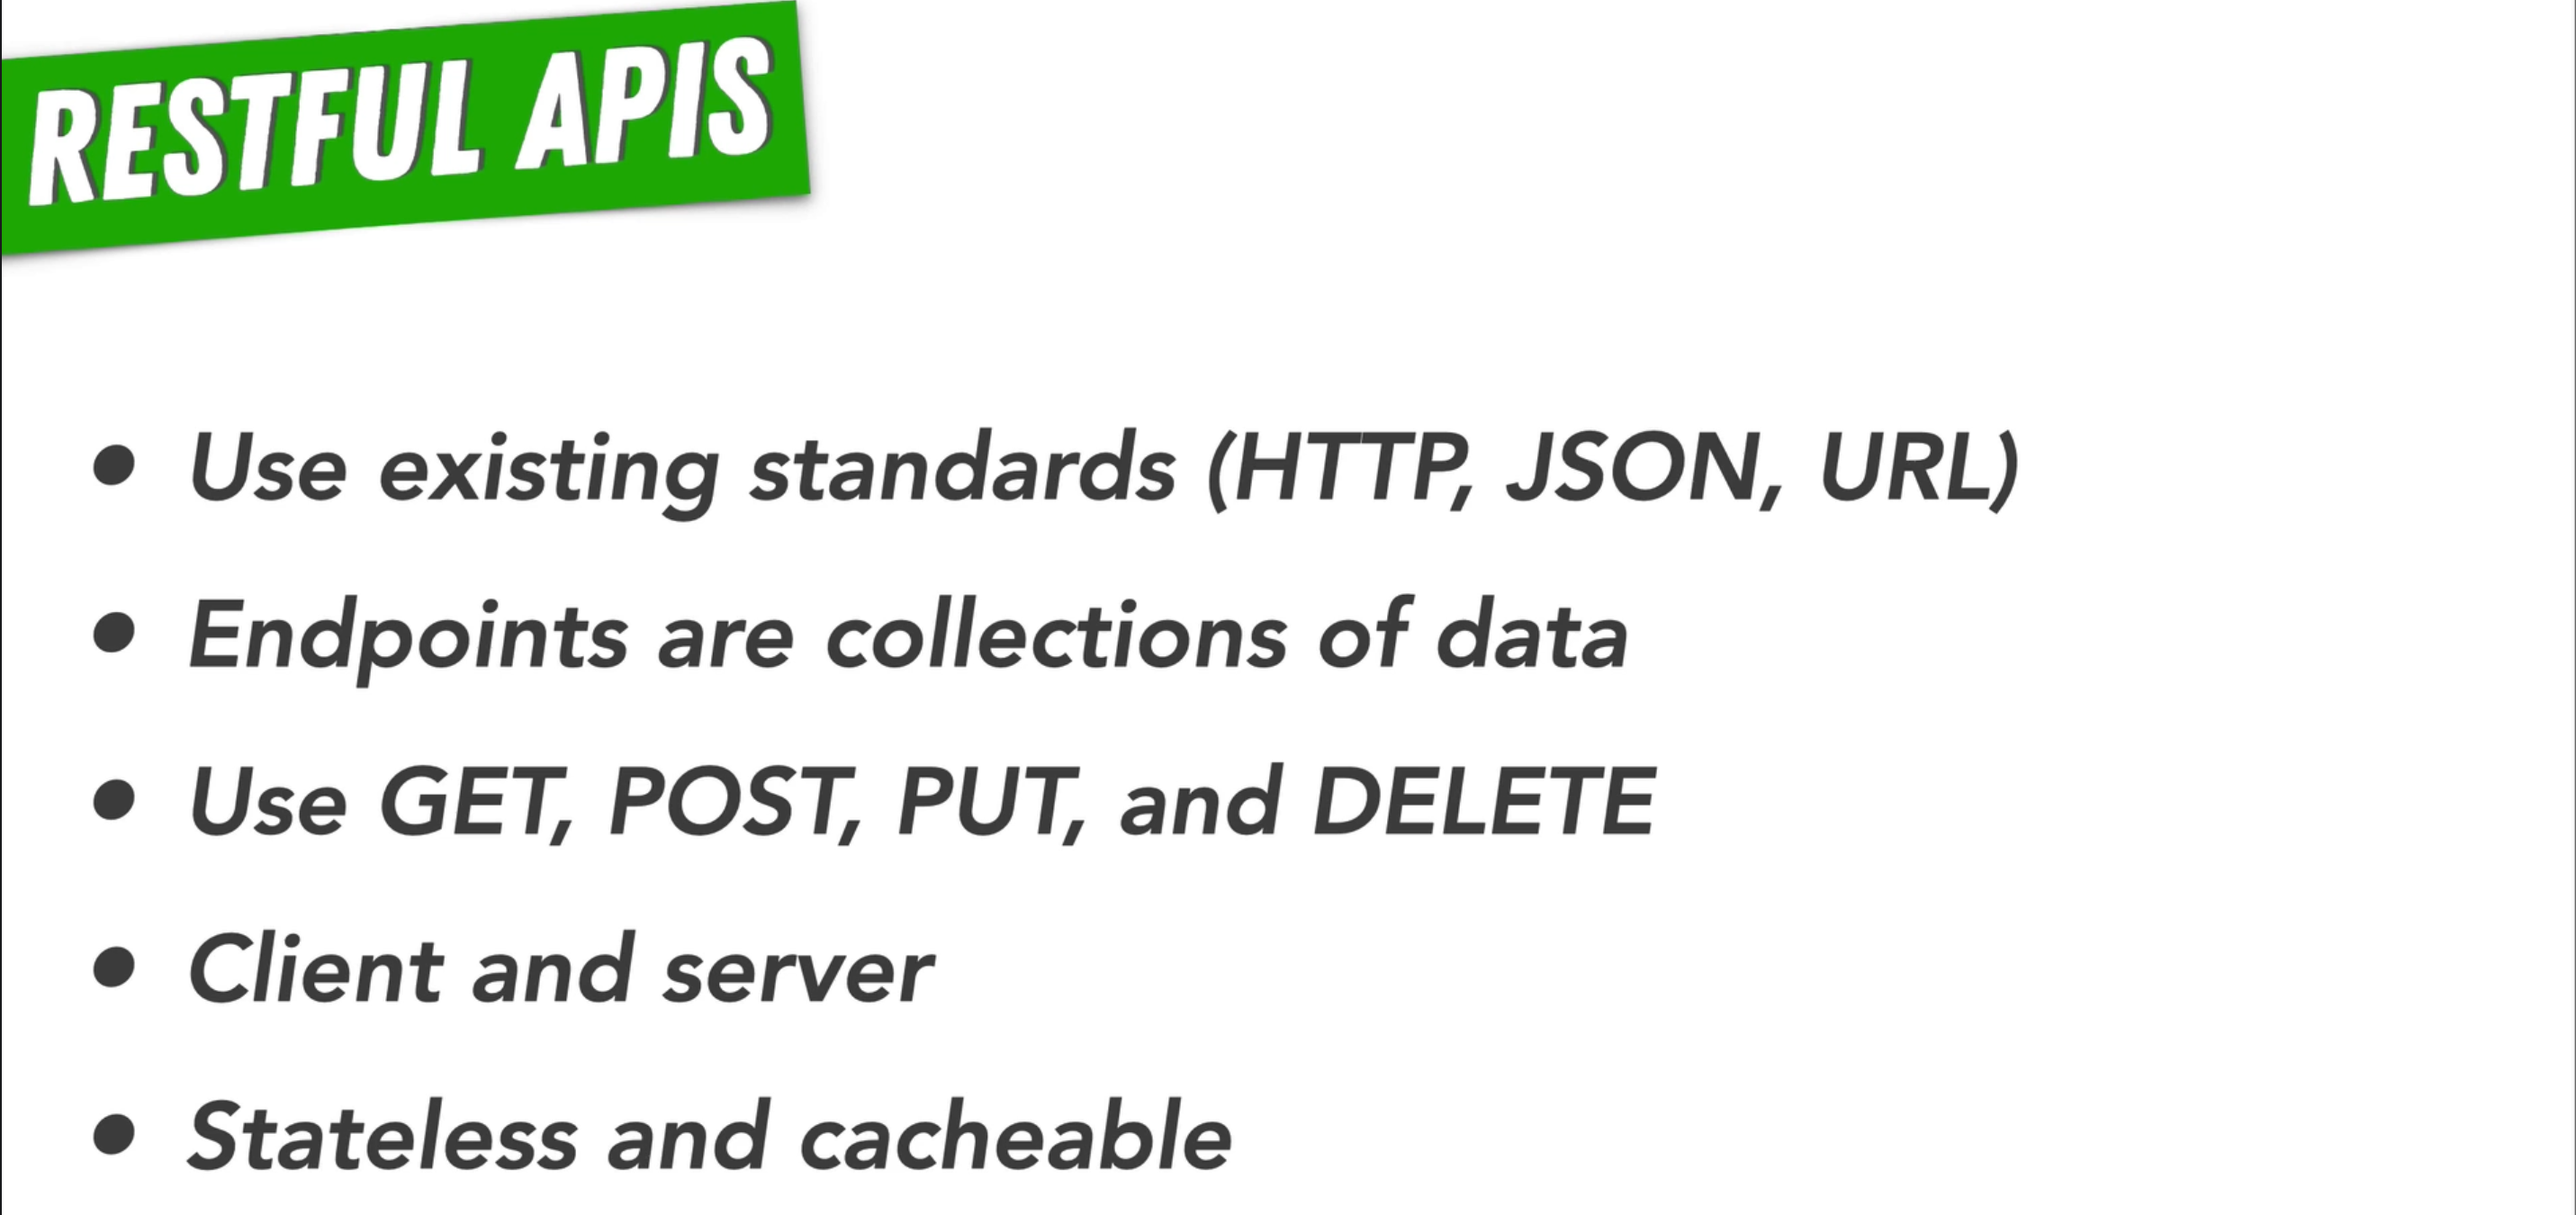 RESTFUL APIS
• Use existing standards (HTTP, JSON, URL)
• Endpoints are collections of data
• Use GET, POST, PUT, and DELETE
• Client and server
• Stateless and cacheable